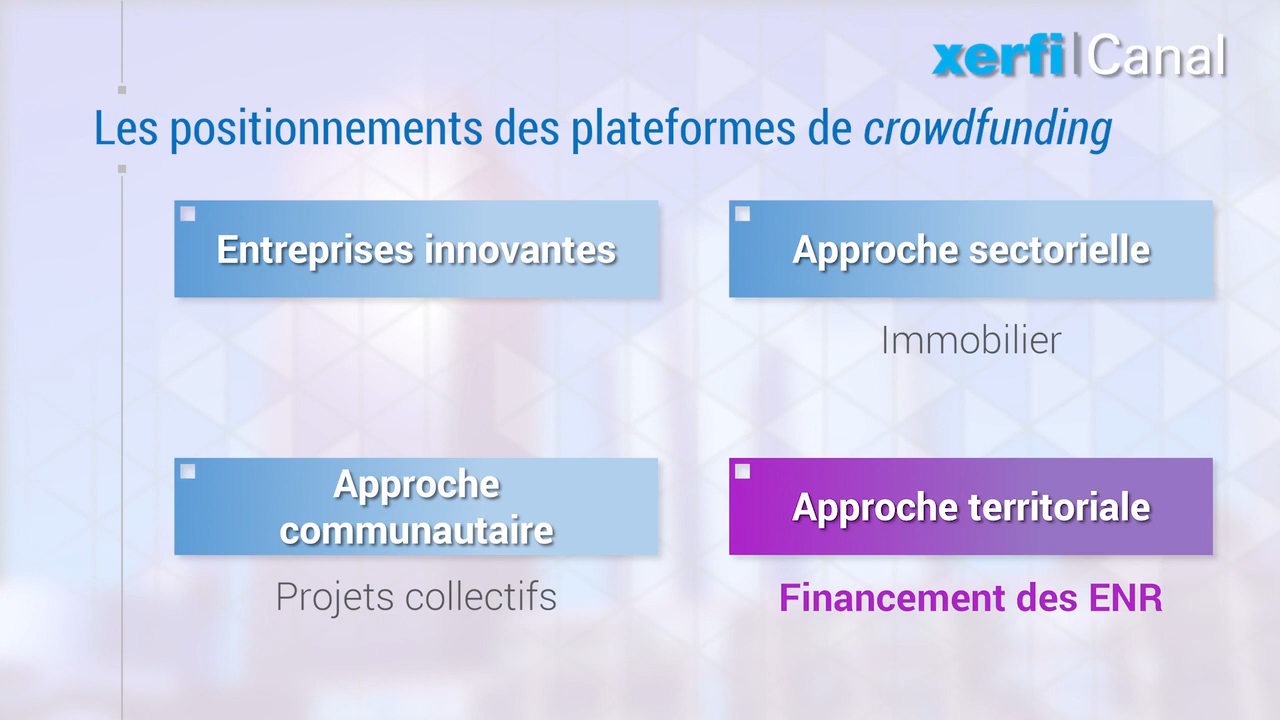 xerfi|Canal
Les positionnements des plateformes de crowdfunding
Entreprises innovantes
Approche sectorielle
Immobilier
Approche
communautaire
Projets collectifs
Approche territoriale
Financement des ENR